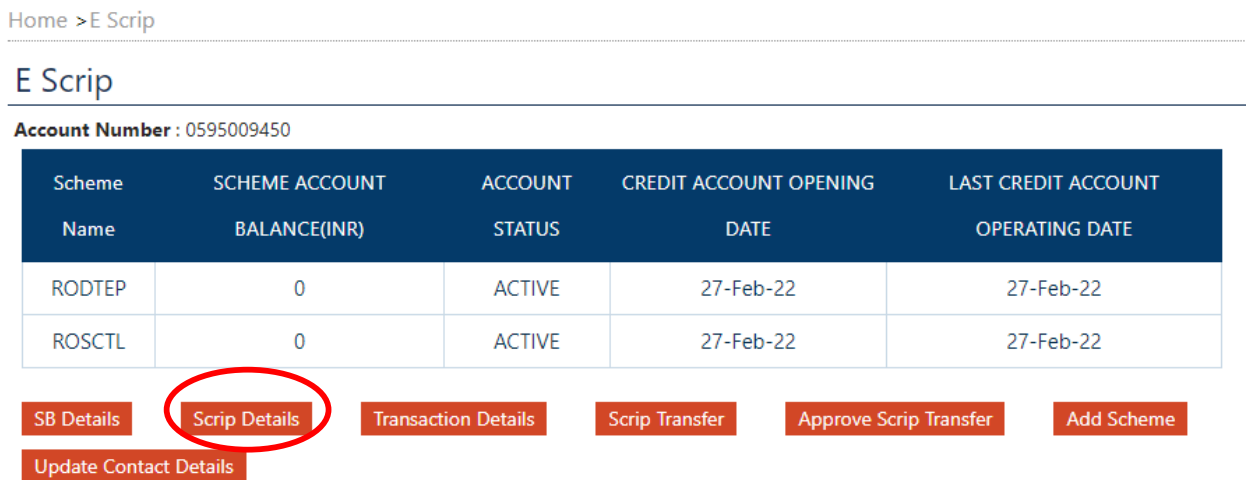 Home >E Scrip
E Scrip
Account Number : 0595009450
Scheme Name SCHEME ACCOUNT BALANCE(INR) ACCOUNT STATUS CREDIT ACCOUNT OPENING DATE LAST CREDIT ACCOUNT OPERATING DATE
RODTEP 0 ACTIVE 27-Feb-22 27-Feb-22
ROSCTL 0 ACTIVE 27-Feb-22 27-Feb-22
SB Details Scrip Details Transaction Details Scrip Transfer Approve Scrip Transfer Add Scheme
Update Contact Details